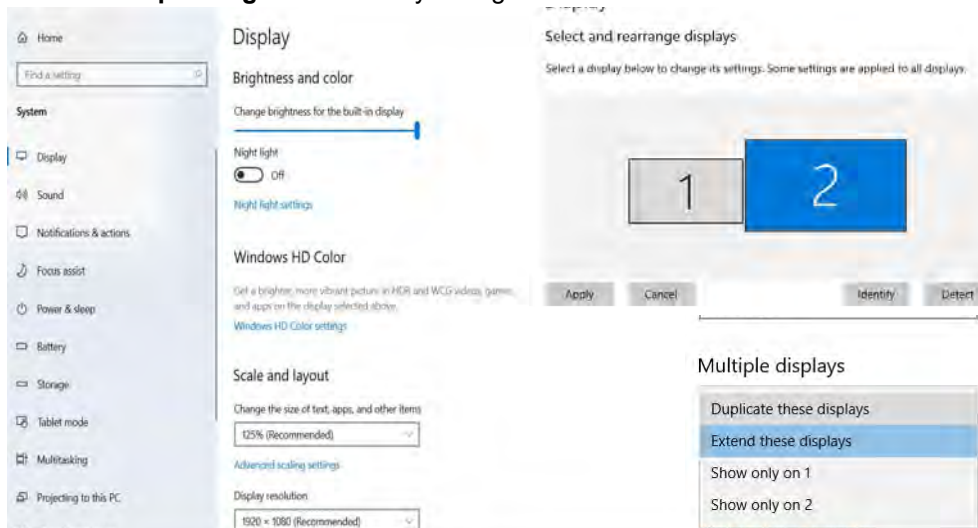 Home
Find a setting
System
Display
Sound
Notifications & actions
Focus assist
Power & sleep
Battery
Storage
Tablet mode
Multitasking
Projecting to this PC
Display
Brightness and color
Change brightness for the built-in display
Night light
Off
Night light settings
Windows HD Color
Get a brighter, more vibrant picture in HDR and WCG videos, games,
and apps on the display selected above.
Windows HD Color settings
Scale and layout
Change the size of text, apps, and other items
125% (Recommended)
Advanced scaling settings
Display resolution
1920 × 1080 (Recommended)
Select and rearrange displays
Select a display below to change its settings. Some settings are applied to all displays.
1
2
Apply
Cancel
Identify
Detect
Multiple displays
Duplicate these displays
Extend these displays
Show only on 1
Show only on 2